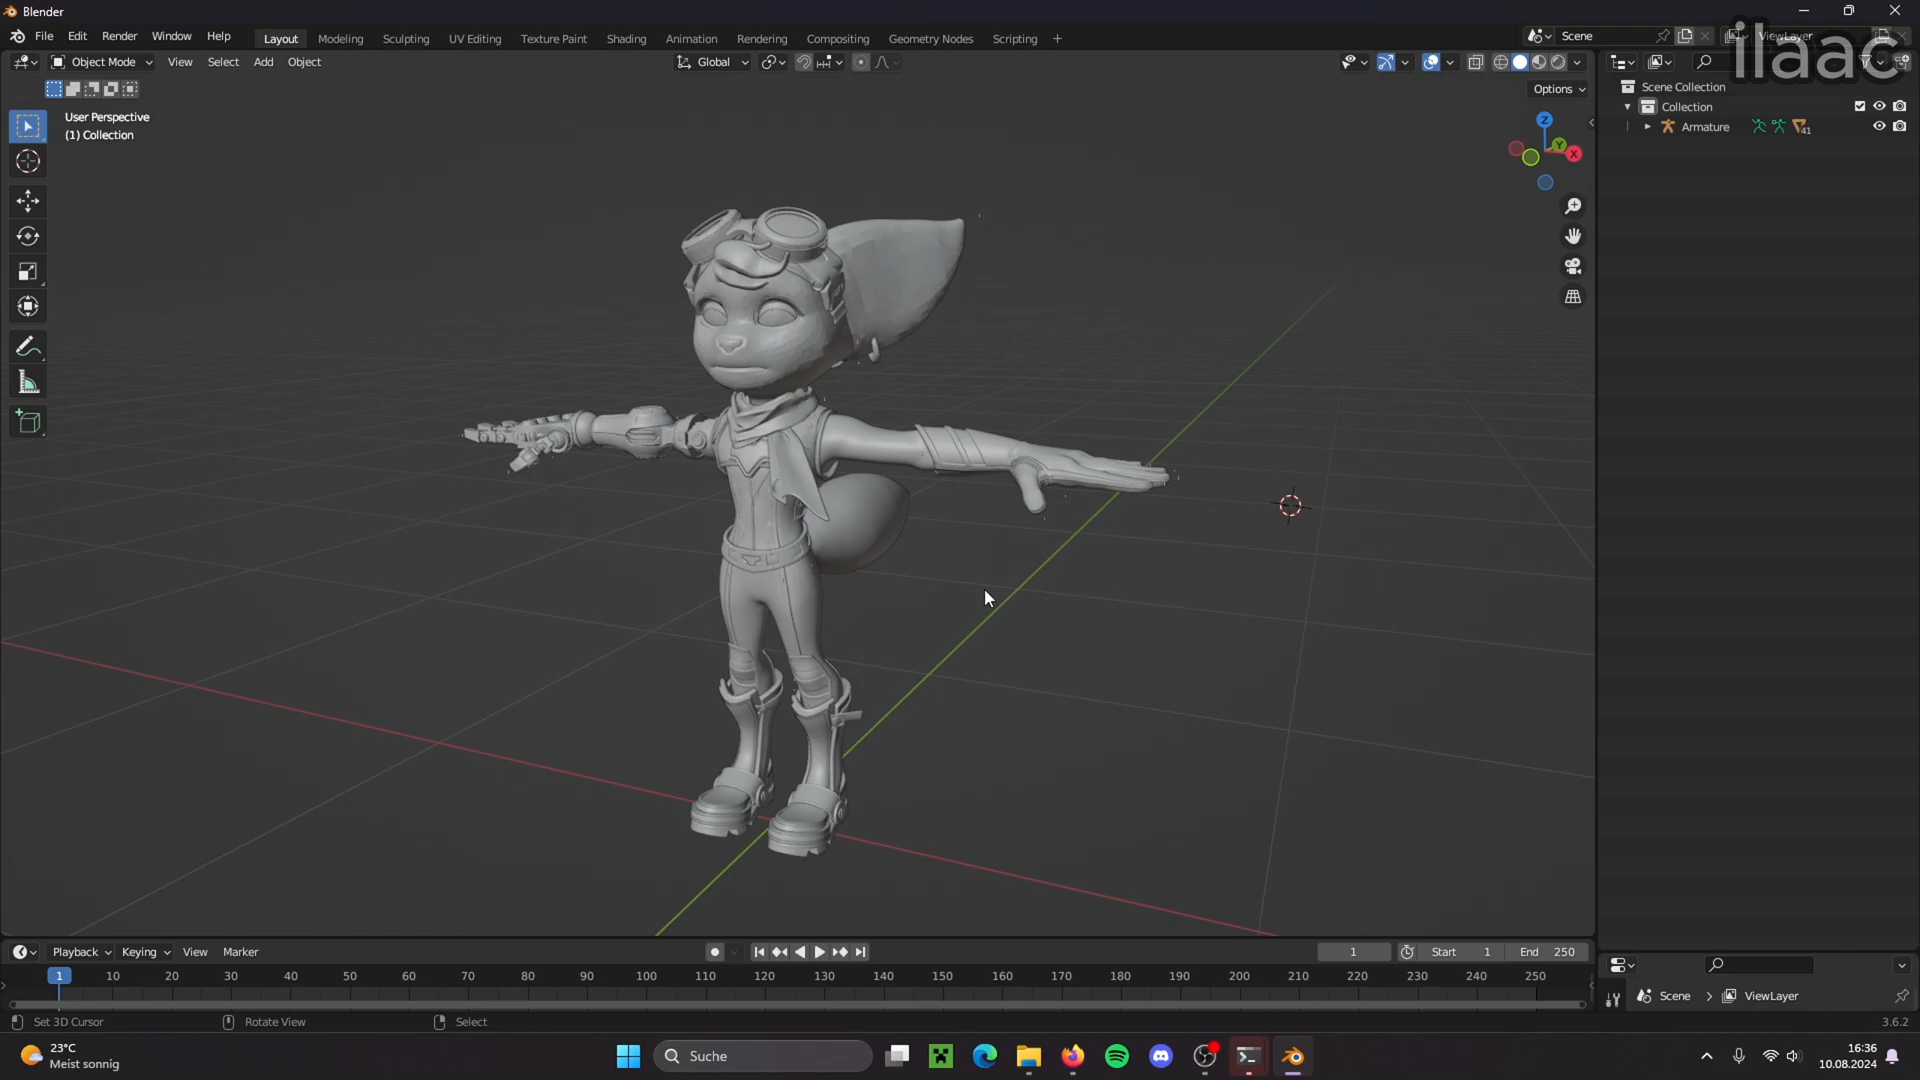 Blender
File Edit Render Window Help
Layout Modeling Sculpting UV Editing Texture Paint Shading Animation Rendering Compositing Geometry Nodes Scripting +
Scene ViewLayer
ilaac
Object Mode View Select Add Object
Global
Options
User Perspective
(1) Collection
Z
Y
X
Scene Collection
Collection
Armature 41
Playback Keying View Marker
1 Start 1 End 250
1 10 20 30 40 50 60 70 80 90 100 110 120 130 140 150 160 170 180 190 200 210 220 230 240 250
Scene > ViewLayer
Set 3D Cursor Rotate View Select 3.6.2
23°C
Meist sonnig
Suche
16:36
10.08.2024